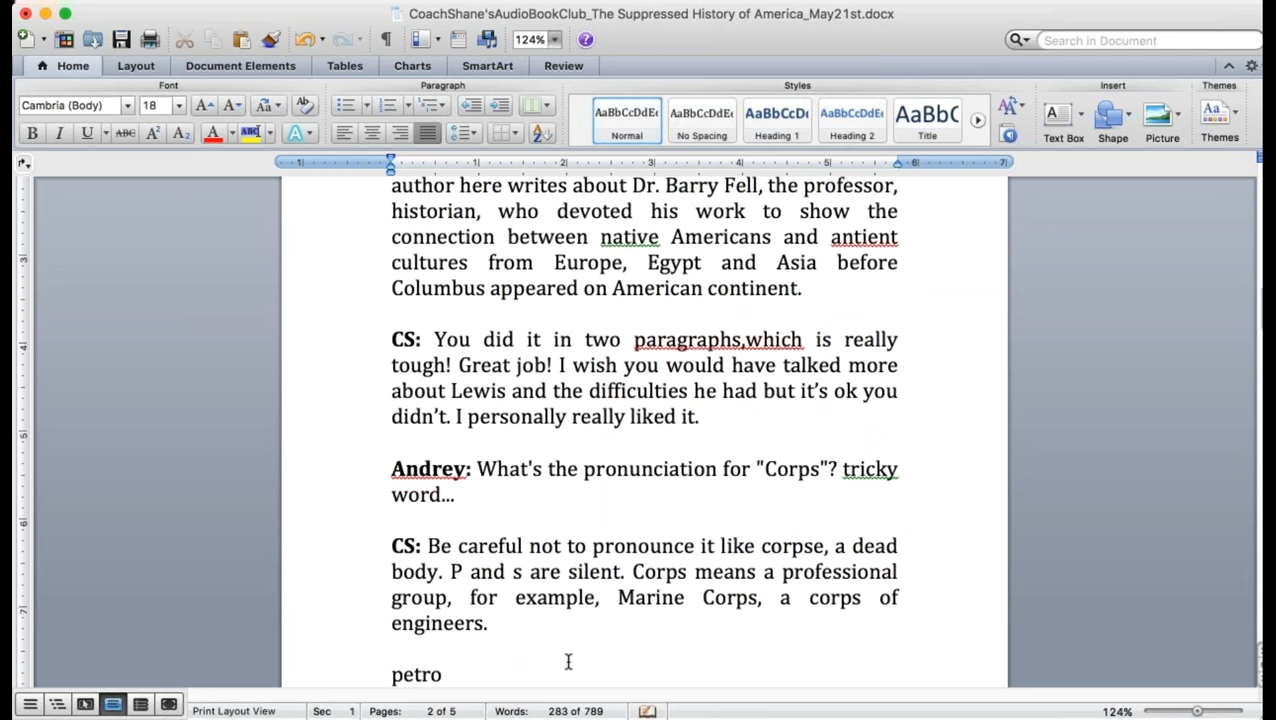 CoachShane'sAudioBookClub_The Suppressed History of America_May21st.docx
124%
Search in Document
Home Layout Document Elements Tables Charts SmartArt Review
Font Paragraph Styles Insert Themes
Cambria (Body) 18
AaBbCcDdEe AaBbCcDdEe AaBbCcDc AaBbCcDdEe AaBbC
Normal No Spacing Heading 1 Heading 2 Title
Text Box Shape Picture Themes
author here writes about Dr. Barry Fell, the professor,
historian, who devoted his work to show the
connection between native Americans and antient
cultures from Europe, Egypt and Asia before
Columbus appeared on American continent.
CS: You did it in two paragraphs,which is really
tough! Great job! I wish you would have talked more
about Lewis and the difficulties he had but it's ok you
didn't. I personally really liked it.
Andrey: What's the pronunciation for "Corps"? tricky
word...
CS: Be careful not to pronounce it like corpse, a dead
body. P and s are silent. Corps means a professional
group, for example, Marine Corps, a corps of
engineers.
petro
Print Layout View Sec 1 Pages: 2 of 5 Words: 283 of 789 124%